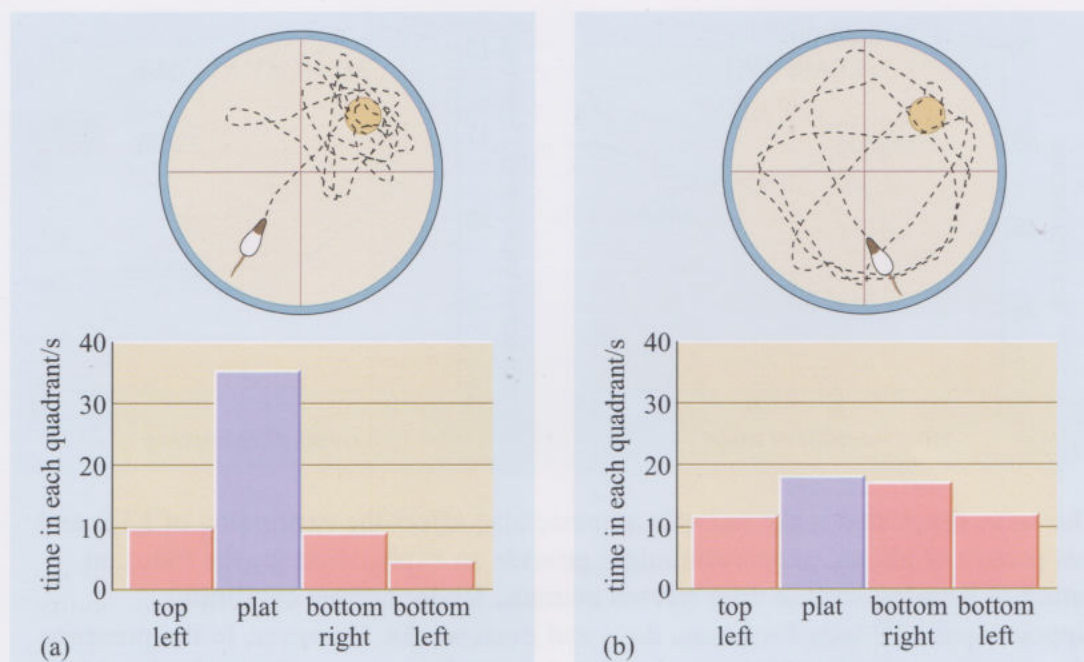 time in each quadrant/s
40
30
20
10
0
top left
plat
bottom right
bottom left
(a)
time in each quadrant/s
40
30
20
10
0
top left
plat
bottom right
bottom left
(b)